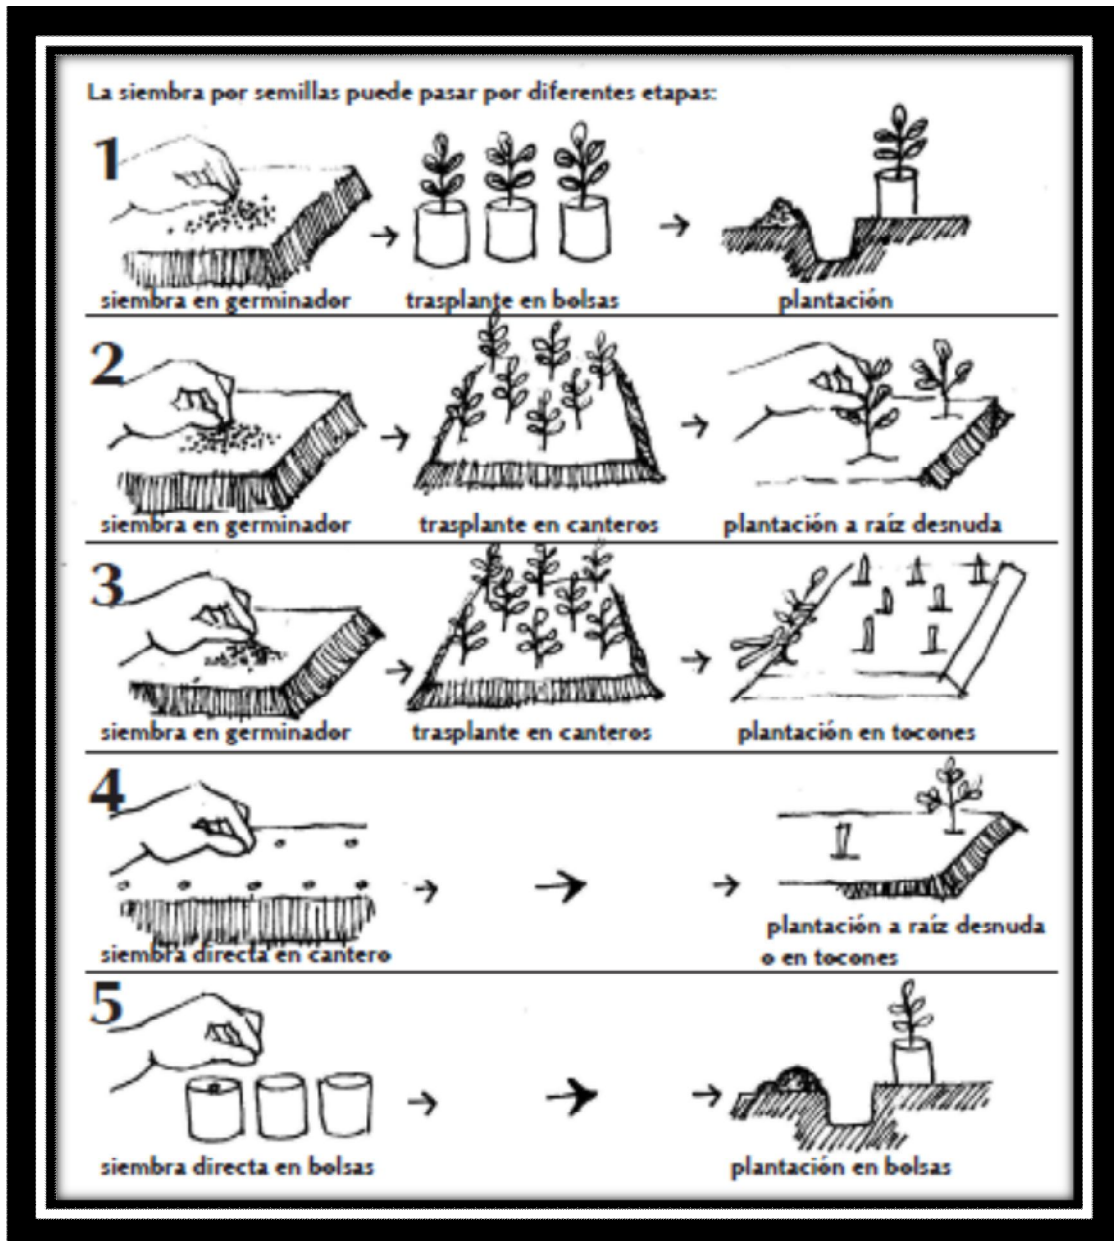 La siembra por semillas puede pasar por diferentes etapas:
1
siembra en germinador trasplante en bolsas plantación
2
siembra en germinador trasplante en canteros plantación a raíz desnuda
3
siembra en germinador trasplante en canteros plantación en tocones
4
siembra directa en cantero plantación a raíz desnuda
o en tocones
5
siembra directa en bolsas plantación en bolsas